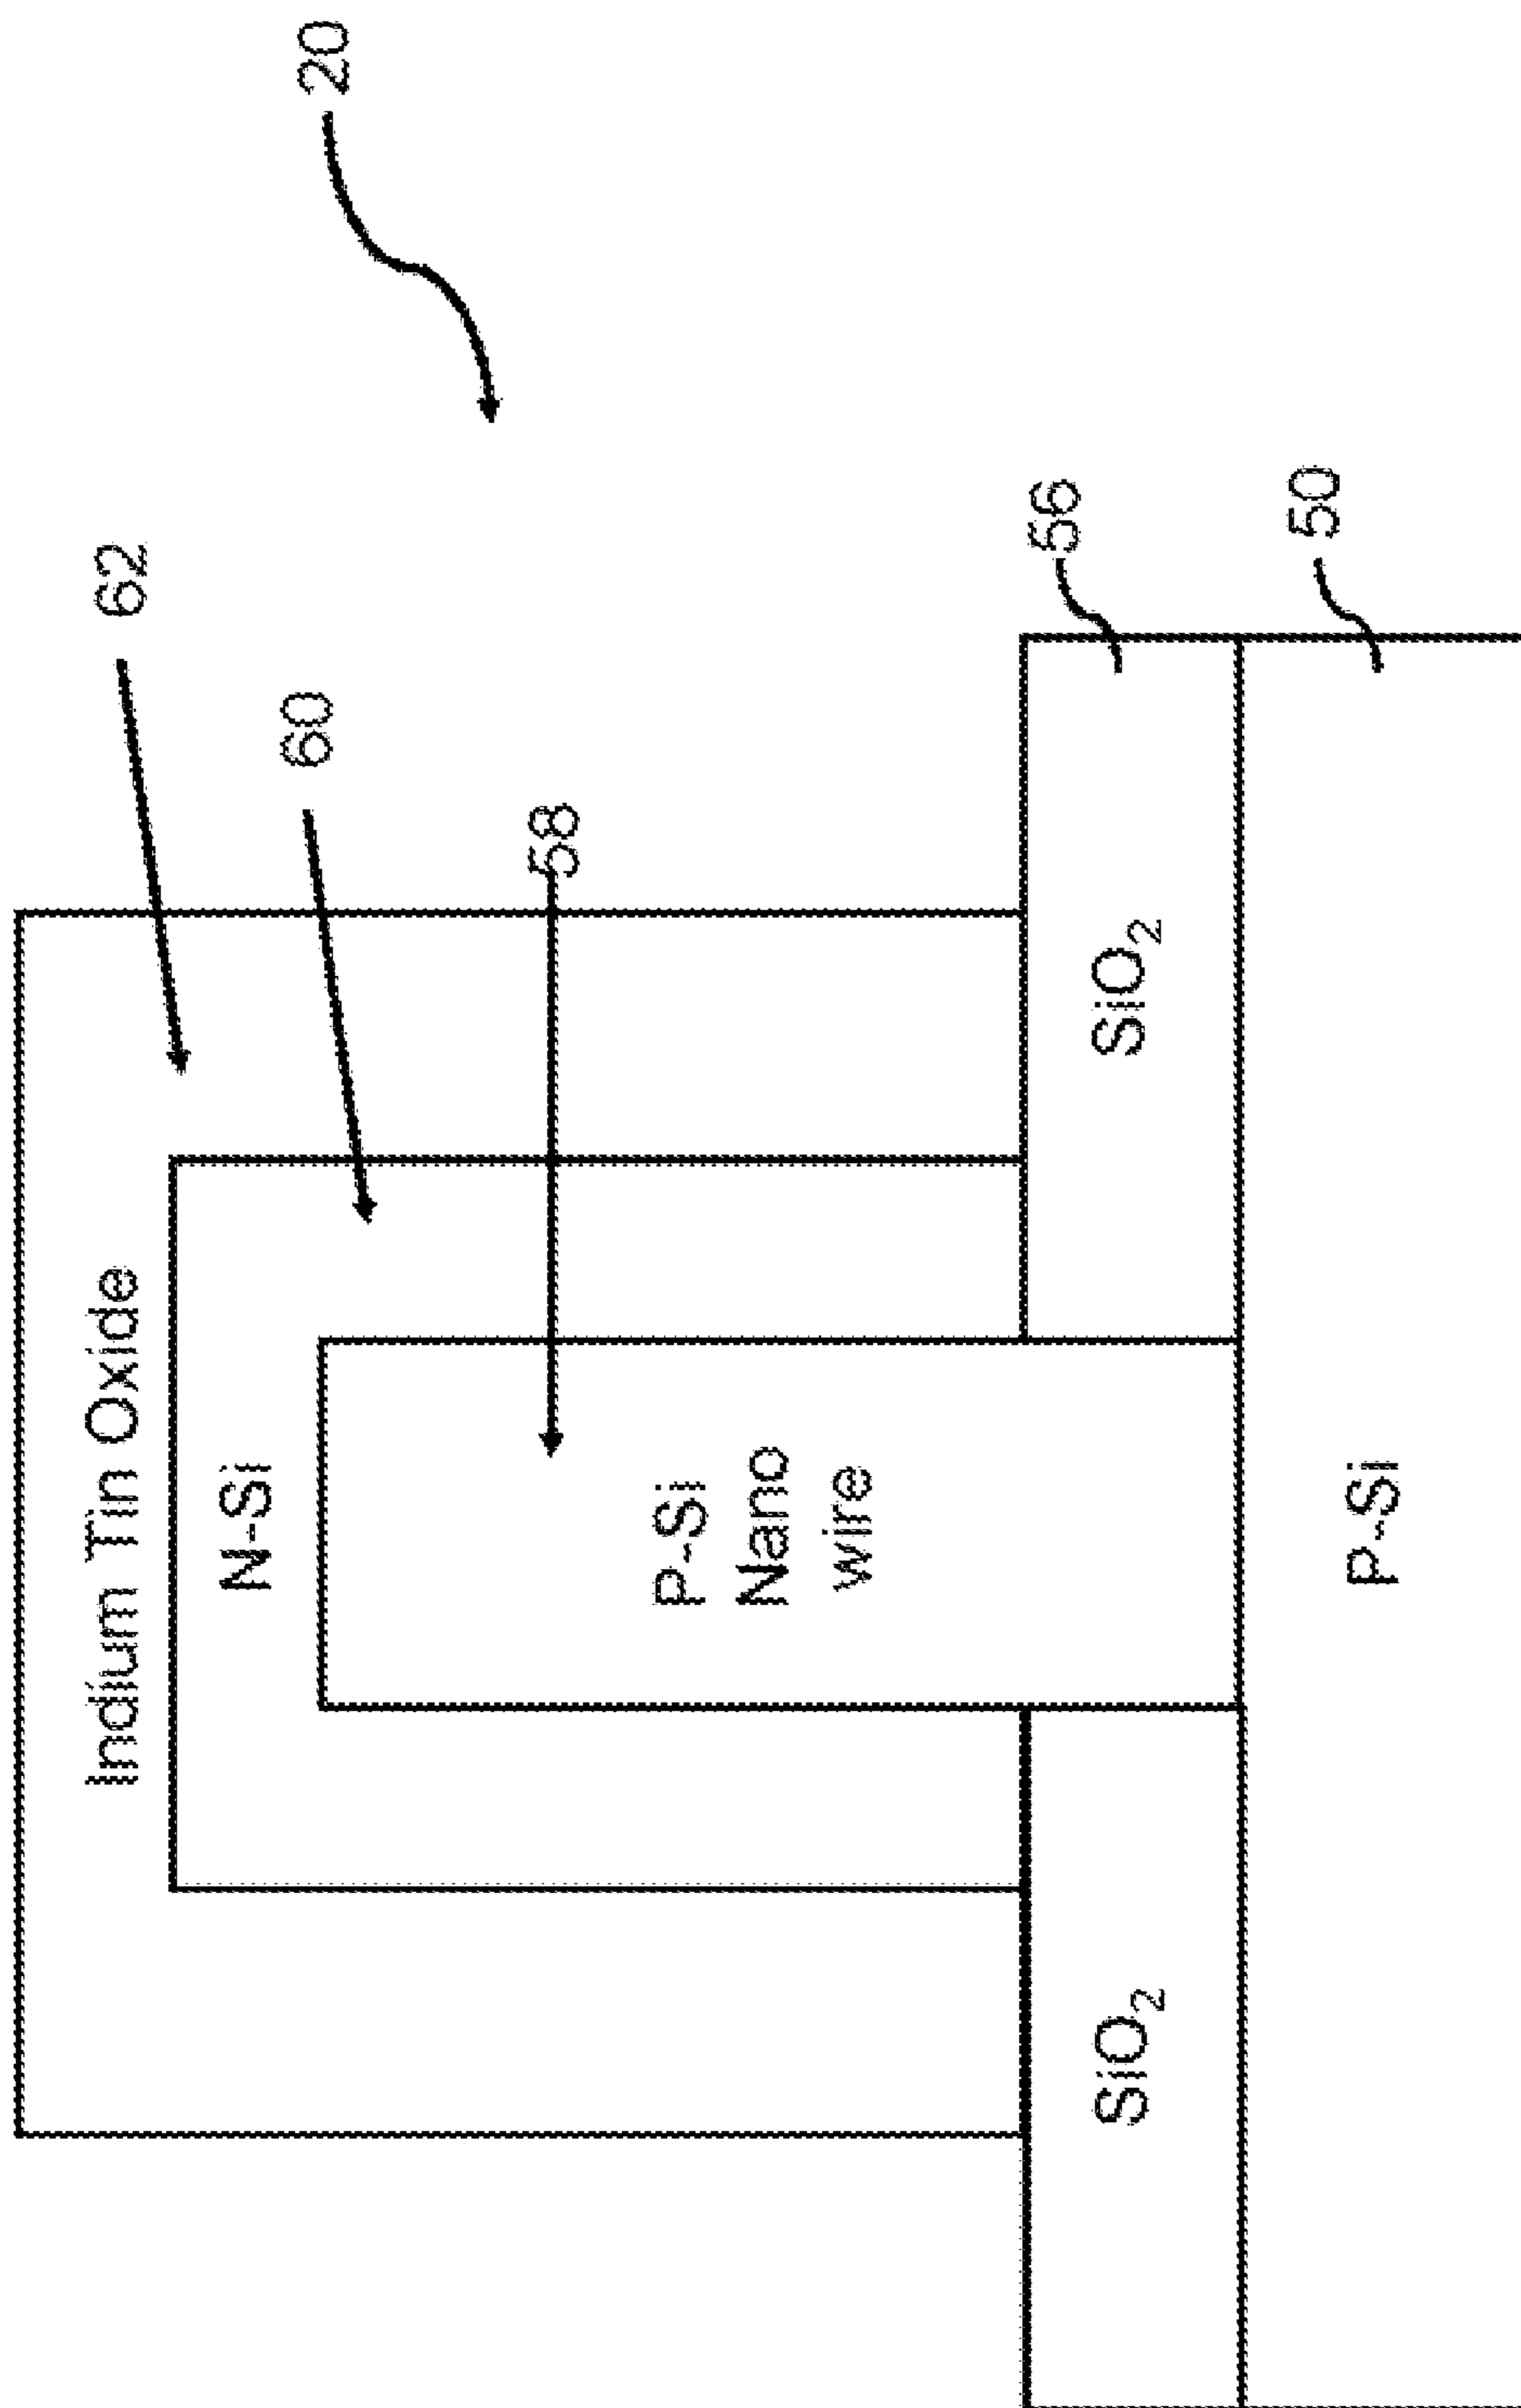 20
62
60
58
56
50
Indium Tin Oxide
N-Si
P-Si
Nano
wire
SiO₂
SiO₂
P-Si